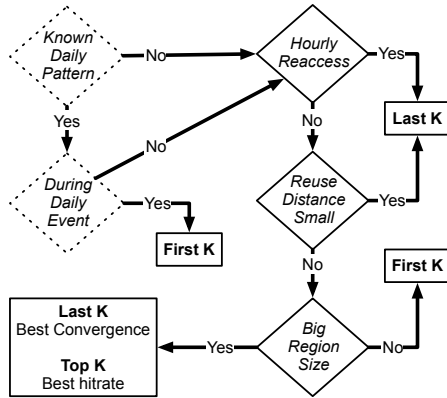 Known
Daily
Pattern
No
Hourly
Reaccess
Yes
Yes
No
No
Last K
During
Daily
Event
Yes
First K
Reuse
Distance
Small
Yes
No
First K
Last K
Best Convergence
Top K
Best hitrate
Yes
Big
Region
Size
No